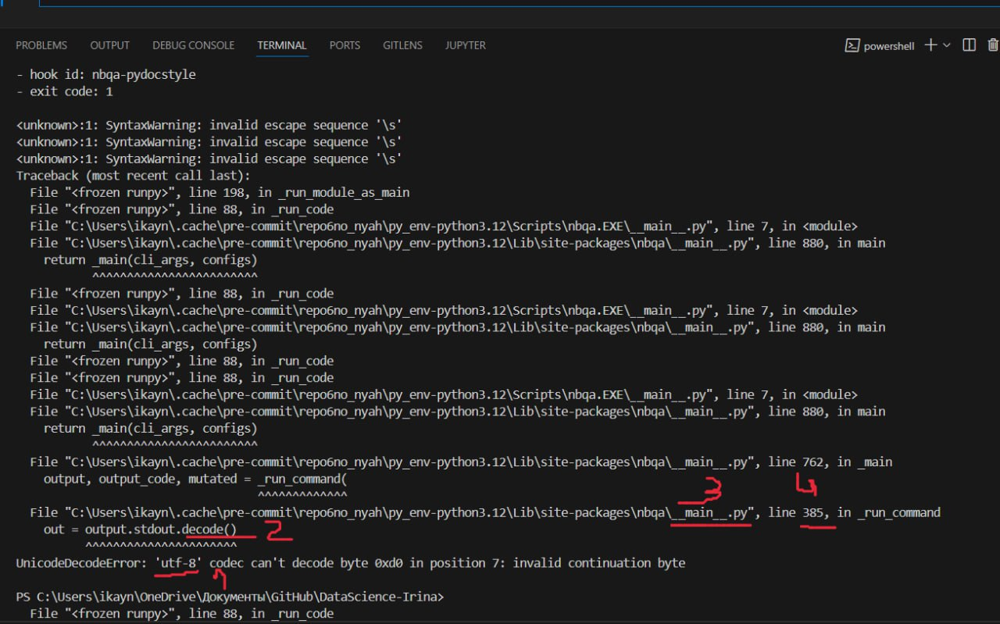 PROBLEMS OUTPUT DEBUG CONSOLE TERMINAL PORTS GITLENS JUPYTER powershell
- hook id: nbqa-pydocstyle
- exit code: 1
<unknown>:1: SyntaxWarning: invalid escape sequence '\s'
<unknown>:1: SyntaxWarning: invalid escape sequence '\s'
<unknown>:1: SyntaxWarning: invalid escape sequence '\s'
Traceback (most recent call last):
File "<frozen runpy>", line 198, in _run_module_as_main
File "<frozen runpy>", line 88, in _run_code
File "C:\Users\ikayn\.cache\pre-commit\repo6no_nyah\py_env-python3.12\Scripts\nbqa.EXE\__main__.py", line 7, in <module>
File "C:\Users\ikayn\.cache\pre-commit\repo6no_nyah\py_env-python3.12\Lib\site-packages\nbqa\__main__.py", line 880, in main
return _main(cli_args, configs)
^^^^^^^^^^^^^^^^^^^^^^^^
File "<frozen runpy>", line 88, in _run_code
File "C:\Users\ikayn\.cache\pre-commit\repo6no_nyah\py_env-python3.12\Scripts\nbqa.EXE\__main__.py", line 7, in <module>
File "C:\Users\ikayn\.cache\pre-commit\repo6no_nyah\py_env-python3.12\Lib\site-packages\nbqa\__main__.py", line 880, in main
return _main(cli_args, configs)
File "<frozen runpy>", line 88, in _run_code
File "<frozen runpy>", line 88, in _run_code
File "C:\Users\ikayn\.cache\pre-commit\repo6no_nyah\py_env-python3.12\Scripts\nbqa.EXE\__main__.py", line 7, in <module>
File "C:\Users\ikayn\.cache\pre-commit\repo6no_nyah\py_env-python3.12\Lib\site-packages\nbqa\__main__.py", line 880, in main
return _main(cli_args, configs)
^^^^^^^^^^^^^^^^^^^^^^^^
File "C:\Users\ikayn\.cache\pre-commit\repo6no_nyah\py_env-python3.12\Lib\site-packages\nbqa\__main__.py", line 762, in _main
output, output_code, mutated = _run_command(
^^^^^^^^^^^^^
3 4
File "C:\Users\ikayn\.cache\pre-commit\repo6no_nyah\py_env-python3.12\Lib\site-packages\nbqa\__main__.py", line 385, in _run_command
out = output.stdout.decode() 2
^^^^^^^^^^^^^^^^^^^^^^
UnicodeDecodeError: 'utf-8' codec can't decode byte 0xd0 in position 7: invalid continuation byte
1
PS C:\Users\ikayn\OneDrive\Документы\GitHub\DataScience-Irina>
File "<frozen runpy>", line 88, in _run_code